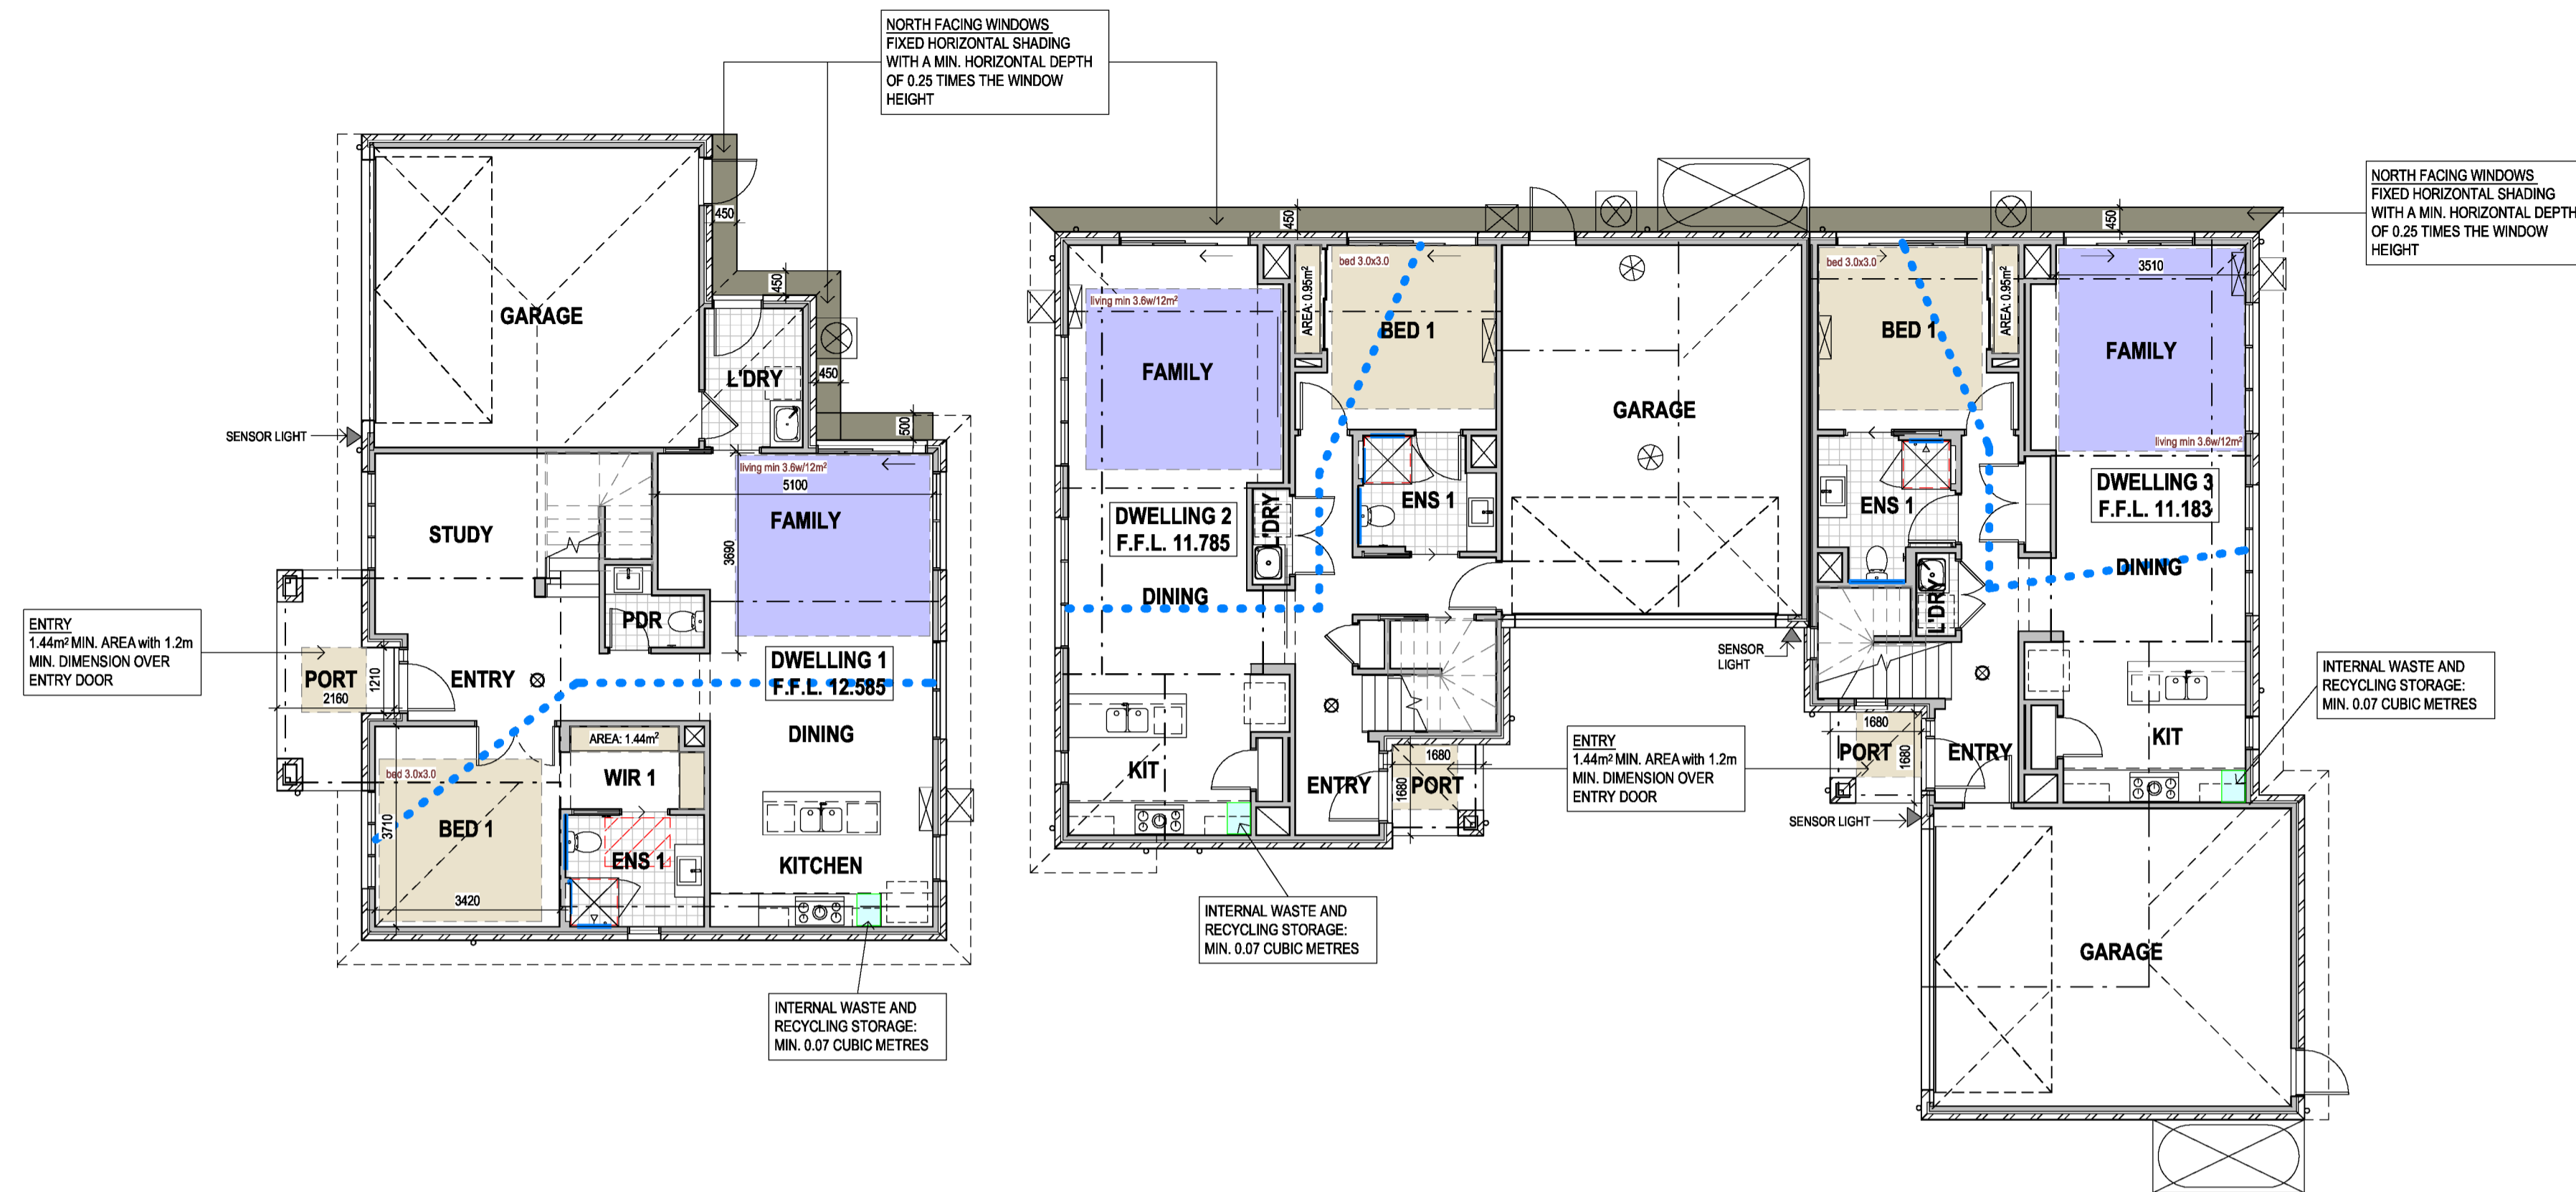 NORTH FACING WINDOWS
FIXED HORIZONTAL SHADING
WITH A MIN. HORIZONTAL DEPTH
OF 0.25 TIMES THE WINDOW
HEIGHT
NORTH FACING WINDOWS
FIXED HORIZONTAL SHADING
WITH A MIN. HORIZONTAL DEPTH
OF 0.25 TIMES THE WINDOW
HEIGHT
450
450
450
500
GARAGE
L'DRY
SENSOR LIGHT
living min 3.6w/12m²
5100
STUDY
FAMILY
3690
PDR
ENTRY
1.44m² MIN. AREA with 1.2m
MIN. DIMENSION OVER
ENTRY DOOR
PORT
2160
1210
ENTRY
DWELLING 1
F.F.L. 12.585
AREA: 1.44m²
DINING
bed 3.0x3.0
WIR 1
BED 1
3710
ENS 1
KITCHEN
3420
INTERNAL WASTE AND
RECYCLING STORAGE:
MIN. 0.07 CUBIC METRES
450
living min 3.6w/12m²
AREA: 0.95m²
bed 3.0x3.0
BED 1
FAMILY
GARAGE
DWELLING 2
F.F.L. 11.785
L'DRY
ENS 1
DINING
SENSOR
LIGHT
KIT
ENTRY
1680
1680
PORT
ENTRY
1.44m² MIN. AREA with 1.2m
MIN. DIMENSION OVER
ENTRY DOOR
INTERNAL WASTE AND
RECYCLING STORAGE:
MIN. 0.07 CUBIC METRES
450
bed 3.0x3.0
BED 1
AREA: 0.95m²
3510
FAMILY
living min 3.6w/12m²
DWELLING 3
F.F.L. 11.183
ENS 1
DINING
L'DRY
INTERNAL WASTE AND
RECYCLING STORAGE:
MIN. 0.07 CUBIC METRES
1680
1680
PORT
ENTRY
KIT
SENSOR LIGHT
GARAGE